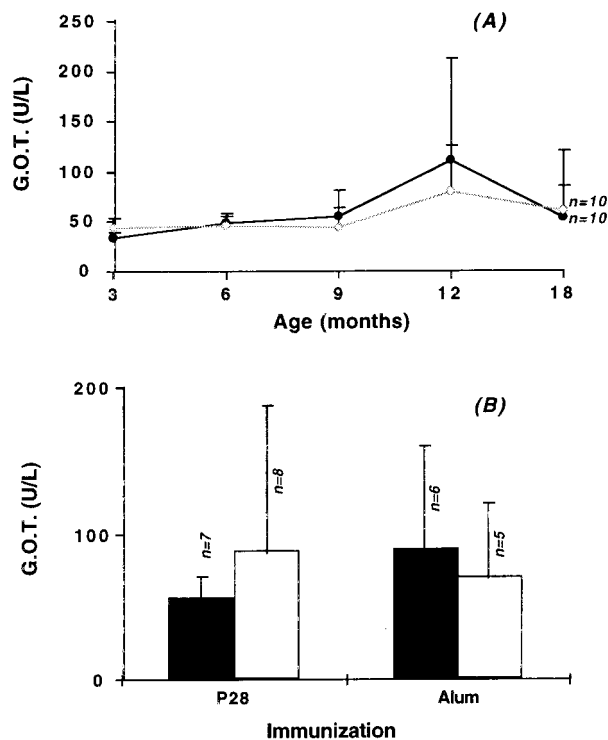 (A)
250
200
150
100
50
0
G.O.T. (U/L)
n=10
n=10
3 6 9 12 18
Age (months)
(B)
200
100
0
G.O.T. (U/L)
n=7
n=8
n=6
n=5
P28 Alum
Immunization